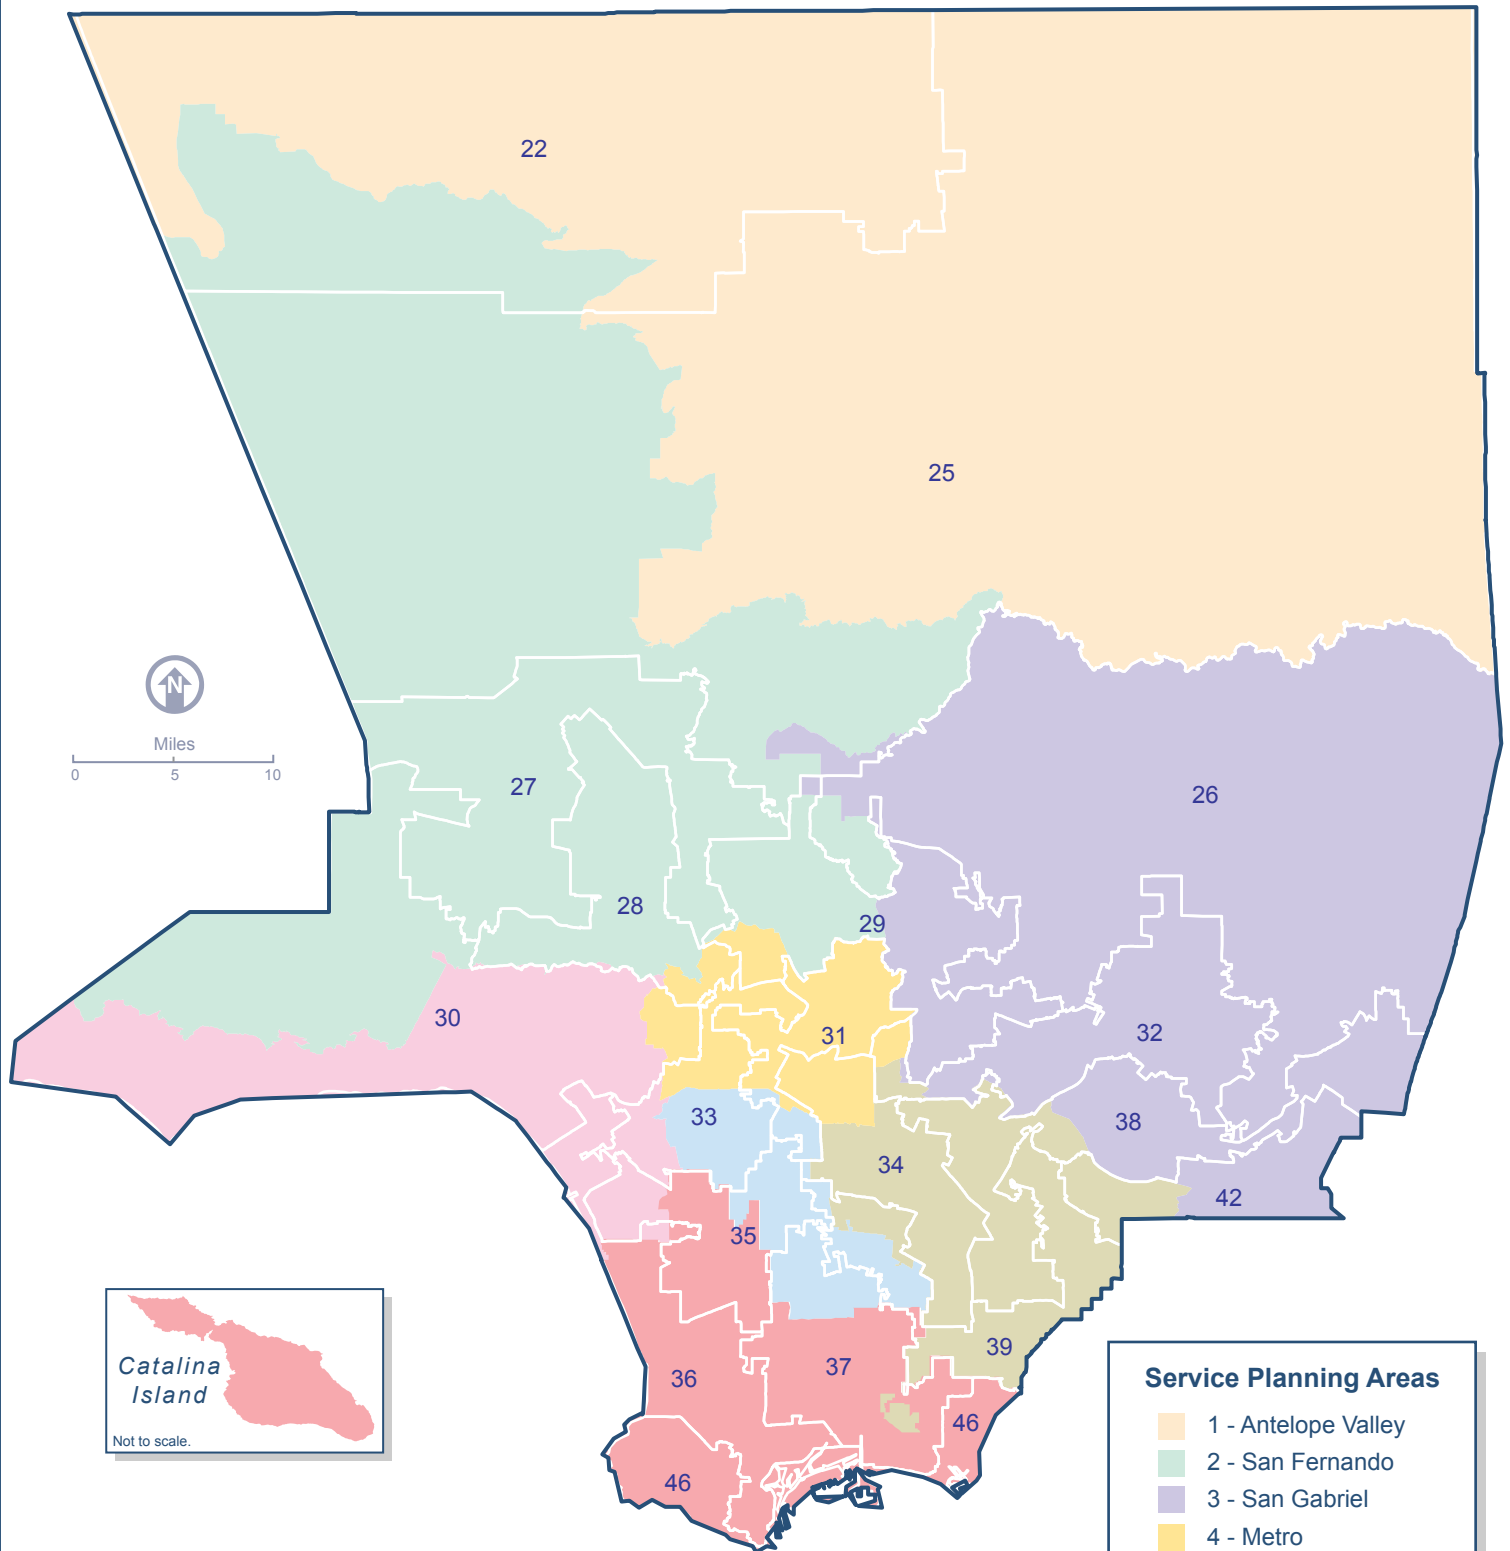 22
25
N
Miles
0 5 10
27
26
28
29
30
31
32
33
38
34
42
35
39
37
36
46
46
Catalina
Island
Not to scale.
Service Planning Areas
1 - Antelope Valley
2 - San Fernando
3 - San Gabriel
4 - Metro